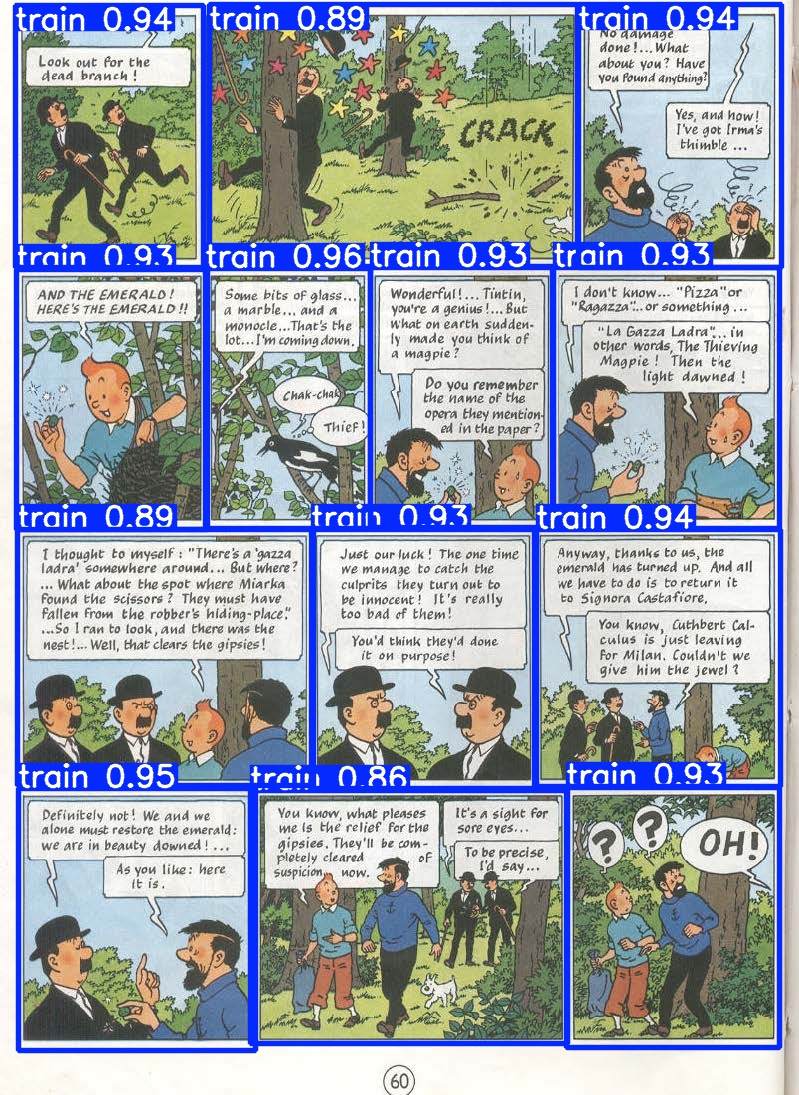 train 0.94
Look out for the
dead branch!
train 0.89
CRACK
train 0.94
No damage
done!...What
about you? Have
you found anything?
Yes, and how!
I've got Irma's
thimble ...
train 0.93
AND THE EMERALD!
HERE'S THE EMERALD!!
train 0.96
Some bits of glass...
a marble... and a
monocle...That's the
lot...I'm coming down.
Chak-chak
Thief!
train 0.93
Wonderful!... Tintin,
you're a genius!...But
what on earth sudden-
ly made you think of
a magpie?
Do you remember
the name of the
opera they mention-
ed in the paper?
train 0.93
I don't know... "Pizza" or
"Ragazza"...or something ...
"La Gazza Ladra"... in
other words, The Thieving
Magpie! Then the
light dawned!
train 0.89
I thought to myself: "There's a 'gazza
ladra' somewhere around... But where?
... What about the spot where Miarka
found the scissors? They must have
fallen from the robber's hiding-place."
...So I ran to look, and there was the
nest!... Well, that clears the gipsies!
train 0.93
Just our luck! The one time
we manage to catch the
culprits they turn out to
be innocent! It's really
too bad of them!
You'd think they'd done
it on purpose!
train 0.94
Anyway, thanks to us, the
emerald has turned up. And all
we have to do is to return it
to Signora Castafiore.
You know, Cuthbert Cal-
culus is just leaving
for Milan. Couldn't we
give him the jewel?
train 0.95
Definitely not! We and we
alone must restore the emerald:
we are in beauty downed!...
As you like: here
it is.
train 0.86
You know, what pleases
me is the relief for the
gipsies. They'll be com-
pletely cleared of
suspicion now.
It's a sight for
sore eyes...
To be precise,
I'd say...
train 0.93
? ?
OH!
60